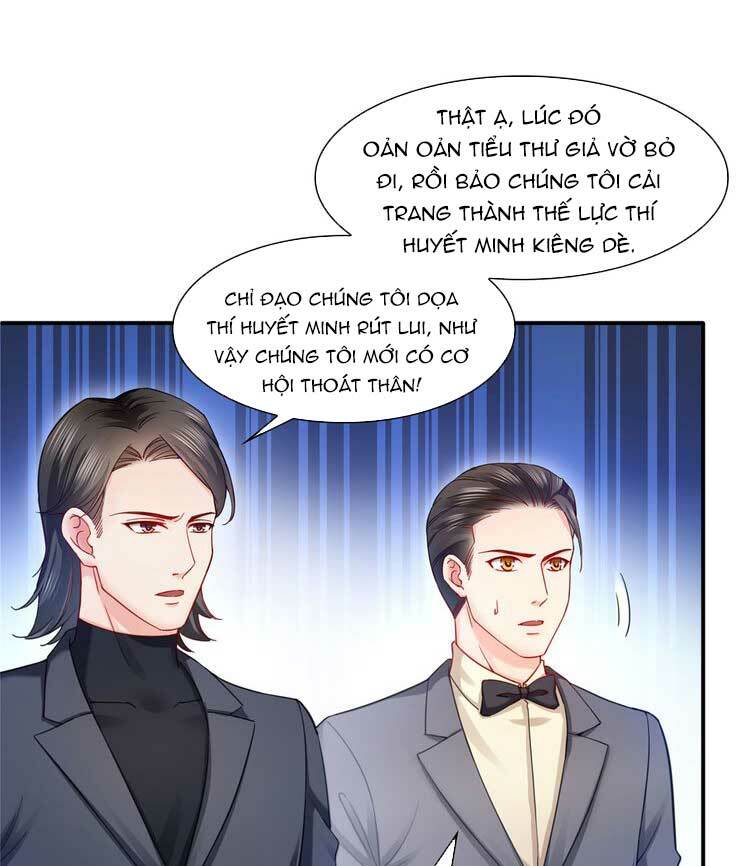 THẬT Ạ, LÚC ĐÓ
OẢN OẢN TIỂU THƯ GIẢ VỜ BỎ
ĐI, RỒI BẢO CHÚNG TÔI CẢI
TRANG THÀNH THẾ LỰC THÍ
HUYẾT MINH KIÊNG DÈ.
CHỈ ĐẠO CHÚNG TÔI DỌA
THÍ HUYẾT MINH RÚT LUI, NHƯ
VẬY CHÚNG TÔI MỚI CÓ CƠ
HỘI THOÁT THÂN!